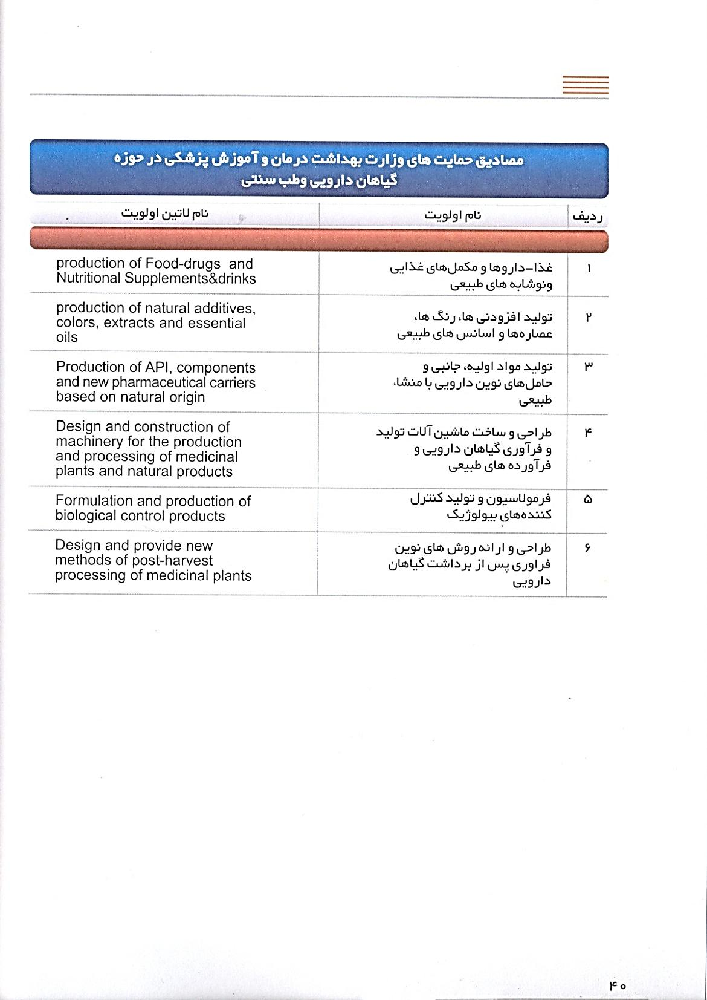 مصادیق حمایت های وزارت بهداشت درمان و آموزش پزشکی در حوزه
گیاهان دارویی وطب سنتی
ردیف
نام اولویت
نام لاتین اولویت
۱
غذا-داروها و مکمل‌های غذایی
ونوشابه های طبیعی
production of Food-drugs and
Nutritional Supplements&drinks
۲
تولید افزودنی ها، رنگ ها،
عصاره‌ها و اسانس های طبیعی
production of natural additives,
colors, extracts and essential
oils
۳
تولید مواد اولیه، جانبی و
حامل‌های نوین دارویی با منشاء
طبیعی
Production of API, components
and new pharmaceutical carriers
based on natural origin
۴
طراحی و ساخت ماشین آلات تولید
و فرآوری گیاهان دارویی و
فرآورده های طبیعی
Design and construction of
machinery for the production
and processing of medicinal
plants and natural products
۵
فرمولاسیون و تولید کنترل
کننده‌های بیولوژیک
Formulation and production of
biological control products
۶
طراحی و ارائه روش های نوین
فراوری پس از برداشت گیاهان
دارویی
Design and provide new
methods of post-harvest
processing of medicinal plants
۴۰